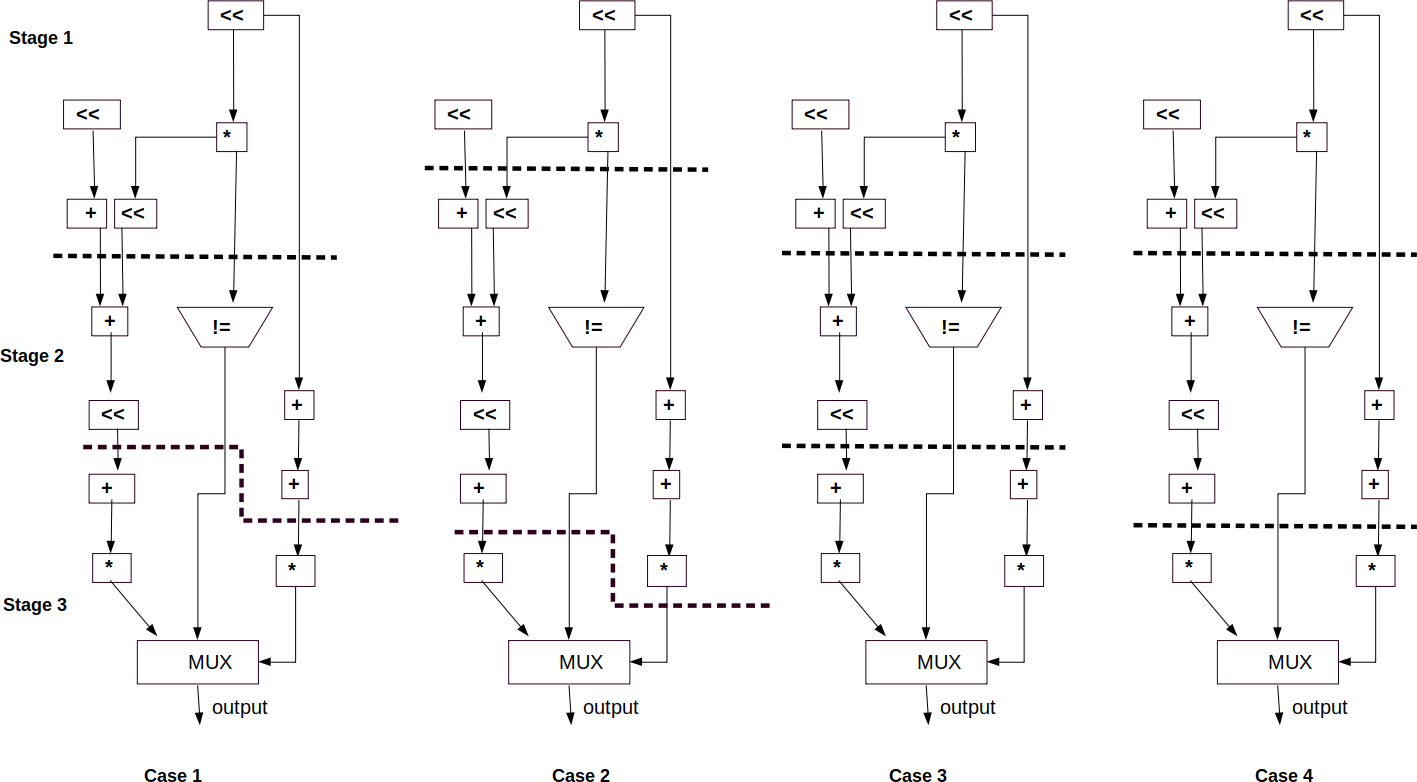 << << << <<
Stage 1
<< * << * << * << *
+ << + << + << + <<
+ != + != + != + !=
Stage 2
<< + << + << + << +
+ + + + + + + +
* * * * * * * *
Stage 3
MUX MUX MUX MUX
output output output output
Case 1 Case 2 Case 3 Case 4